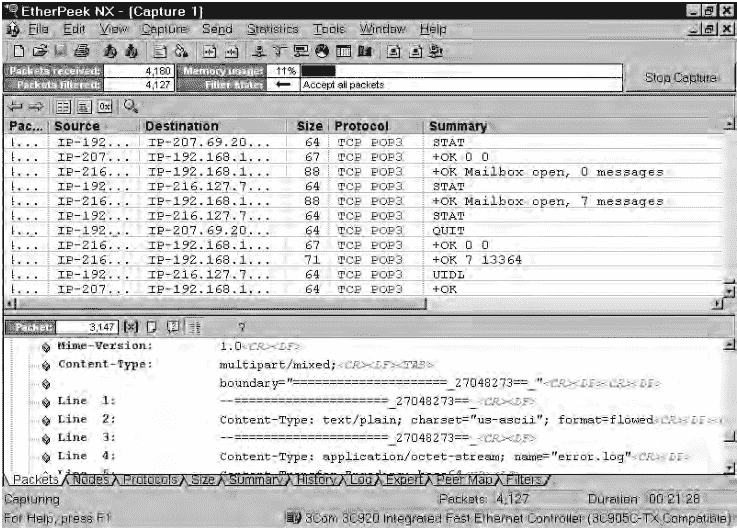 EtherPeek NX - [Capture 1]
File Edit View Capture Send Statistics Tools Window Help
Packets received: 4,180 Memory usage: 11%
Packets filtered: 4,127 Filter state: Accept all packets
Stop Capture
Pac... Source Destination Size Protocol Summary
IP-192... IP-207.69.20... 64 TCP POP3 STAT
IP-207... IP-192.168.1... 67 TCP POP3 +OK 0 0
IP-216... IP-192.168.1... 88 TCP POP3 +OK Mailbox open, 0 messages
IP-192... IP-216.127.7... 64 TCP POP3 STAT
IP-216... IP-192.168.1... 88 TCP POP3 +OK Mailbox open, 7 messages
IP-192... IP-216.127.7... 64 TCP POP3 STAT
IP-192... IP-207.69.20... 64 TCP POP3 QUIT
IP-216... IP-192.168.1... 67 TCP POP3 +OK 0 0
IP-216... IP-192.168.1... 71 TCP POP3 +OK 7 13364
IP-192... IP-216.127.7... 64 TCP POP3 UIDL
IP-207... IP-192.168.1... 64 TCP POP3 +OK
Packet: 3,147
Mime-Version: 1.0<CR><LF>
Content-Type: multipart/mixed;<CR><LF><TAB>
boundary="=====================_27048273==_"<CR><LF><CR><LF>
Line 1: --=====================_27048273==_<CR><LF>
Line 2: Content-Type: text/plain; charset="us-ascii"; format=flowed<CR><LF>
Line 3: --=====================_27048273==_<CR><LF>
Line 4: Content-Type: application/octet-stream; name="error.log"<CR><LF>
Packets Nodes Protocols Size Summary History Log Expert Peer Map Filters
Capturing Packets: 4,127 Duration: 00:21:28
For Help, press F1 3Com 3C920 Integrated Fast Ethernet Controller (3C905C-TX Compatible)